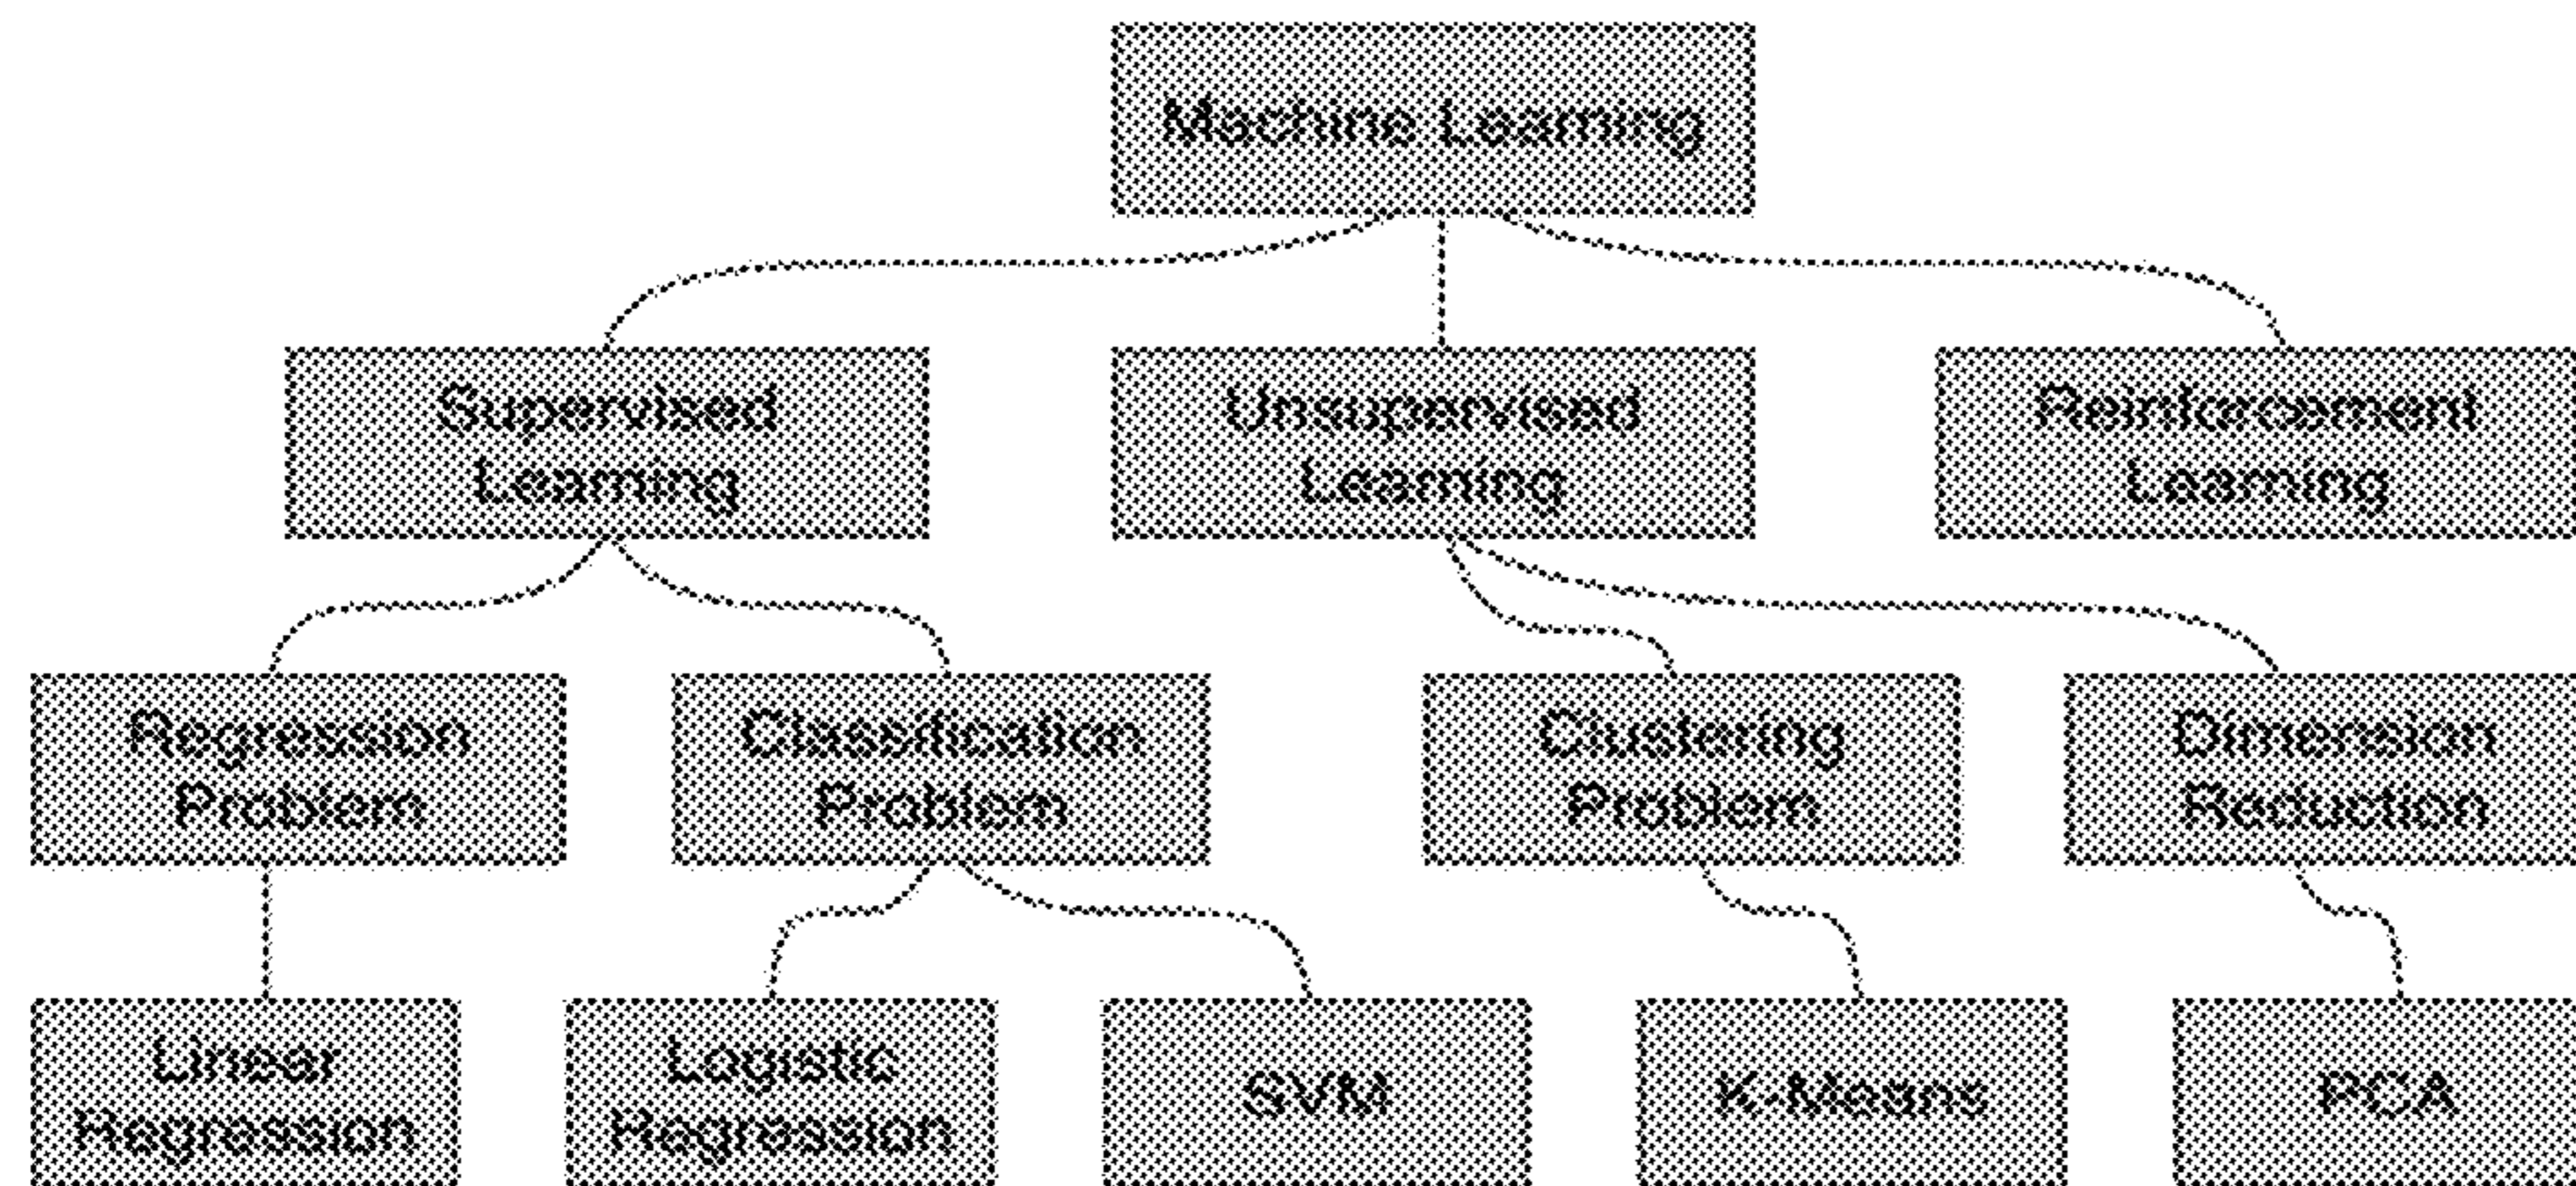 Machine Learning
Supervised
Learning
Unsupervised
Learning
Reinforcement
Learning
Regression
Problem
Classification
Problem
Clustering
Problem
Dimension
Reduction
Linear
Regression
Logistic
Regression
SVM
K-Means
PCA